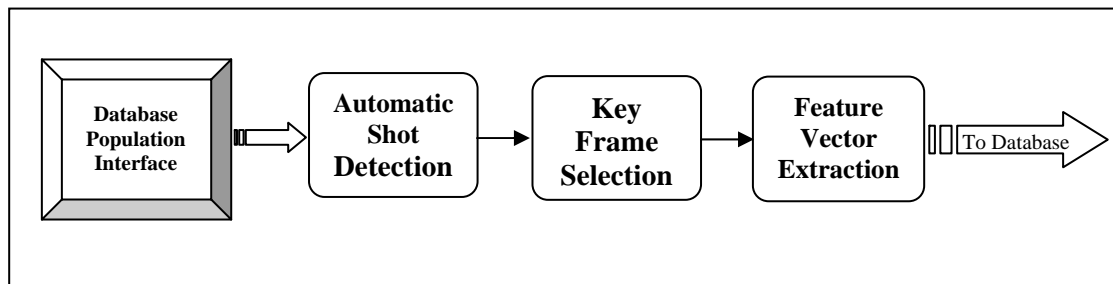 Database
Population
Interface
Automatic
Shot
Detection
Key
Frame
Selection
Feature
Vector
Extraction
To Database